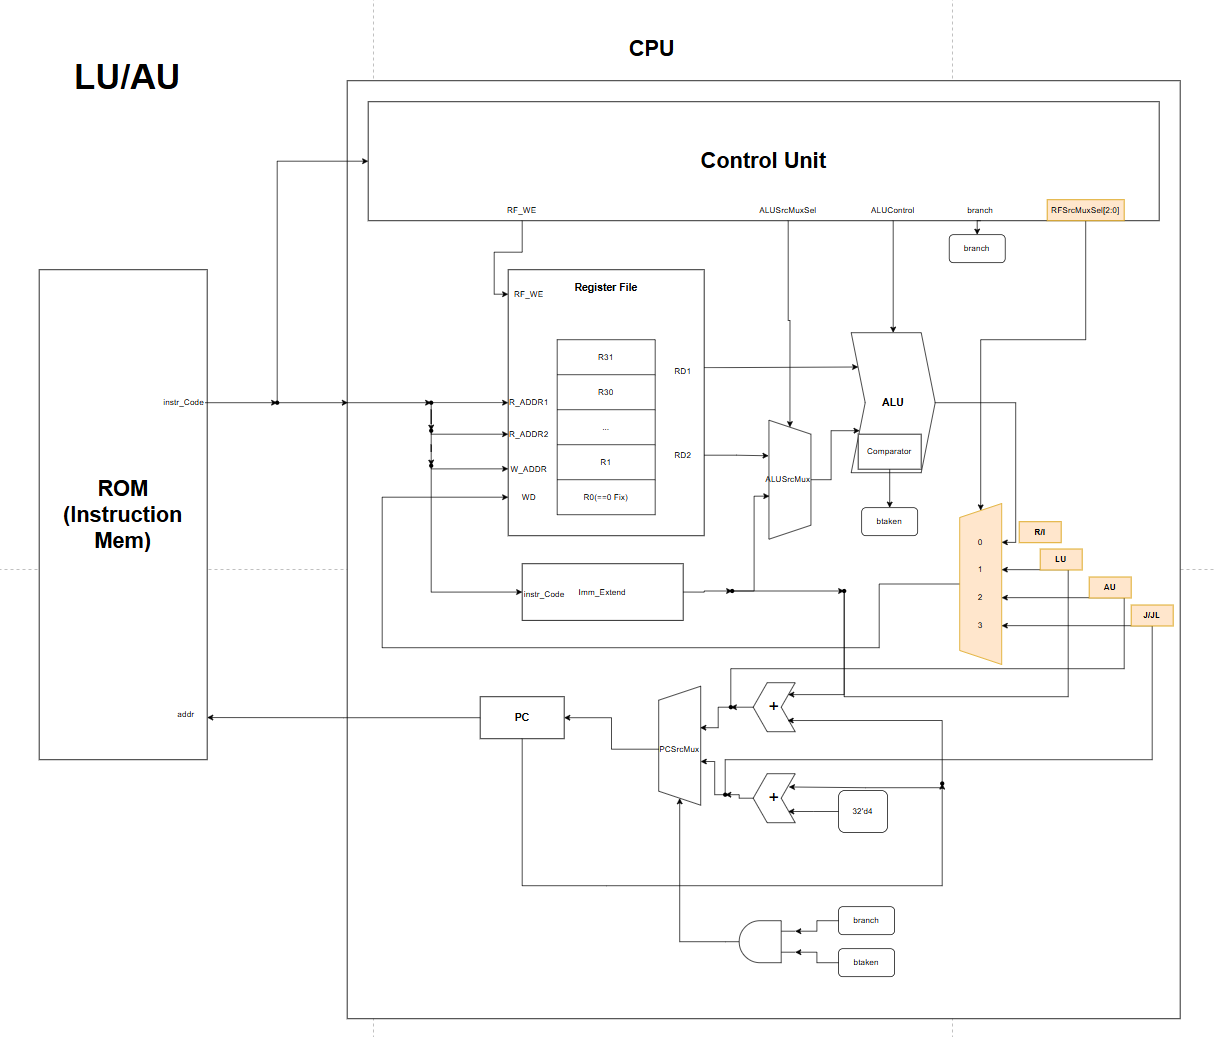 CPU
LU/AU
Control Unit
RF_WE
ALUSrcMuxSel
ALUControl
branch
RFSrcMuxSel[2:0]
branch
Register File
RF_WE
R31
RD1
R30
instr_Code
R_ADDR1
ALU
R_ADDR2
...
Comparator
RD2
R1
W_ADDR
ALUSrcMux
WD
R0(==0 Fix)
ROM
(Instruction
Mem)
btaken
R/I
0
LU
1
AU
2
J/JL
3
instr_Code
Imm_Extend
addr
PC
+
PCSrcMux
+
32'd4
branch
btaken